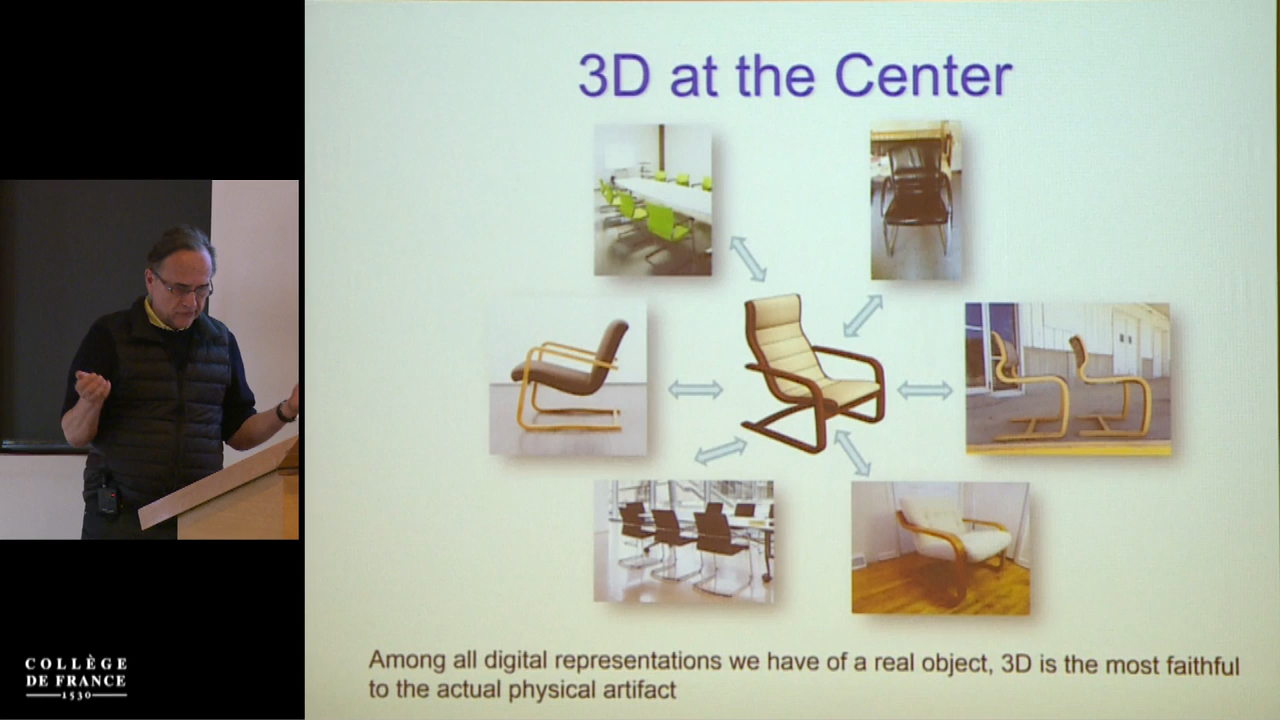 3D at the Center
Among all digital representations we have of a real object, 3D is the most faithful
to the actual physical artifact
COLLÈGE
DE FRANCE
1530